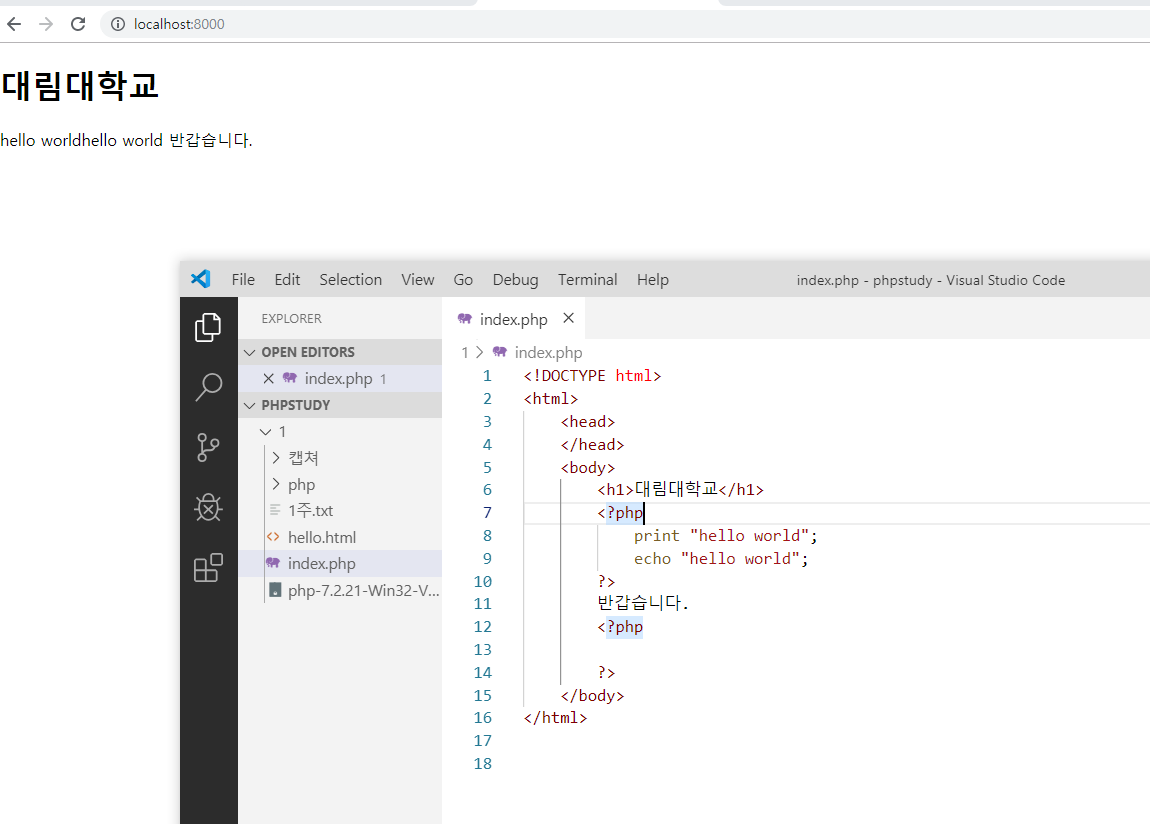 localhost:8000
대림대학교
hello worldhello world 반갑습니다.
File Edit Selection View Go Debug Terminal Help index.php - phpstudy - Visual Studio Code
EXPLORER
OPEN EDITORS
index.php 1
PHPSTUDY
1
캡쳐
php
1주.txt
hello.html
index.php
php-7.2.21-Win32-V...
index.php
1 > index.php
1 <!DOCTYPE html>
2 <html>
3 <head>
4 </head>
5 <body>
6 <h1>대림대학교</h1>
7 <?php
8 print "hello world";
9 echo "hello world";
10 ?>
11 반갑습니다.
12 <?php
13
14 ?>
15 </body>
16 </html>
17
18